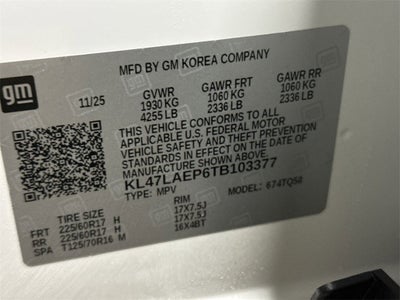 MFD BY GM KOREA COMPANY
gm
11/25 GVWR GAWR FRT GAWR RR
1930 KG 1060 KG 1060 KG
4255 LB 2336 LB 2336 LB
THIS VEHICLE CONFORMS TO ALL
APPLICABLE U.S. FEDERAL MOTOR
VEHICLE SAFETY, BUMPER, AND THEFT
PREVENTION STANDARDS IN EFFECT ON
THE DATE OF MANUFACTURE SHOWN ABOVE.
KL47LAEP6TB103377
TYPE: MPV MODEL: 674TQ58
TIRE SIZE RIM
FRT 225/60R17 H 17X7.5J
RR 225/60R17 H 17X7.5J
SPA T125/70R16 M 16X4BT